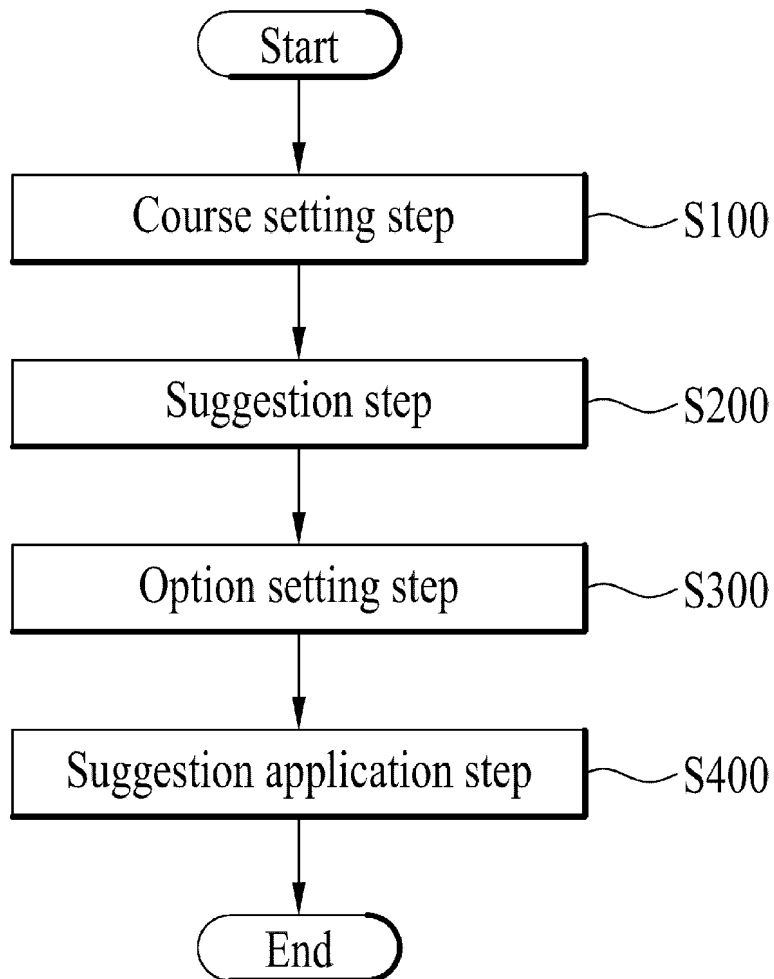 Start
Course setting step
S100
Suggestion step
S200
Option setting step
S300
Suggestion application step
S400
End